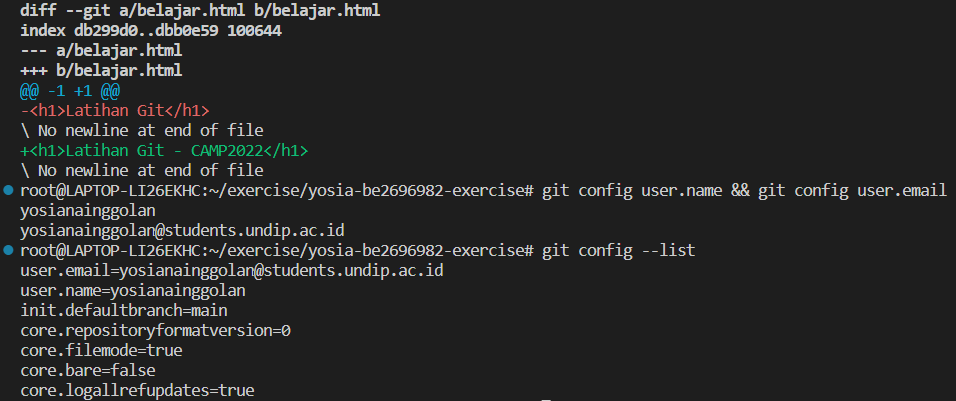 diff --git a/belajar.html b/belajar.html
index db299d0..dbb0e59 100644
--- a/belajar.html
+++ b/belajar.html
@@ -1 +1 @@
-<h1>Latihan Git</h1>
\ No newline at end of file
+<h1>Latihan Git - CAMP2022</h1>
\ No newline at end of file
root@LAPTOP-LI26EKHC:~/exercise/yosia-be2696982-exercise# git config user.name && git config user.email
yosianainggolan
yosianainggolan@students.undip.ac.id
root@LAPTOP-LI26EKHC:~/exercise/yosia-be2696982-exercise# git config --list
user.email=yosianainggolan@students.undip.ac.id
user.name=yosianainggolan
init.defaultbranch=main
core.repositoryformatversion=0
core.filemode=true
core.bare=false
core.logallrefupdates=true